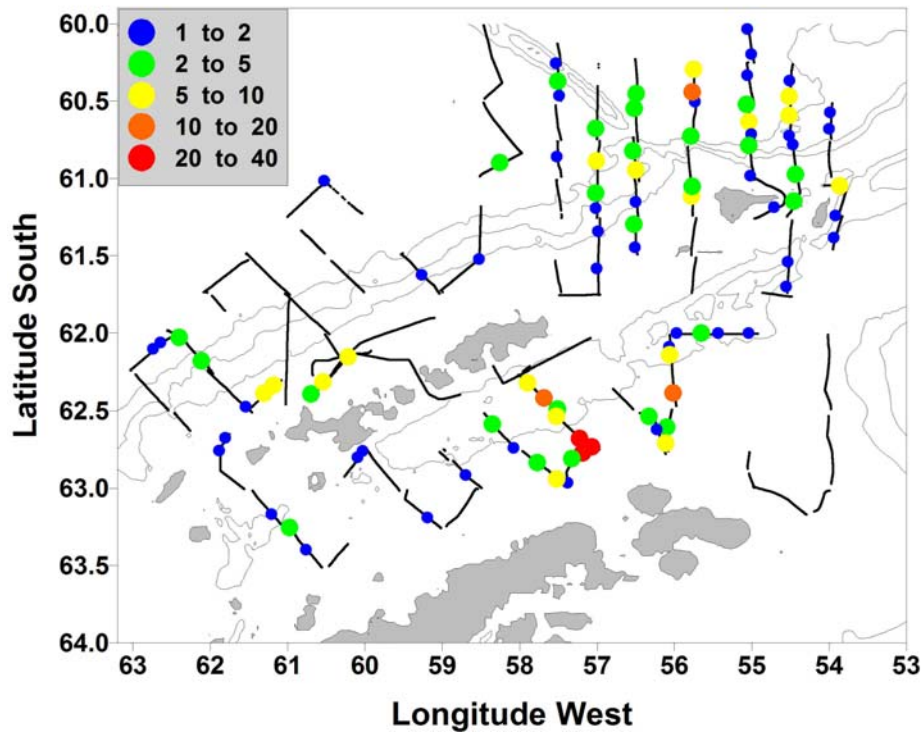 60.0
60.5
61.0
61.5
62.0
62.5
63.0
63.5
64.0
Latitude South
1 to 2
2 to 5
5 to 10
10 to 20
20 to 40
63 62 61 60 59 58 57 56 55 54 53
Longitude West